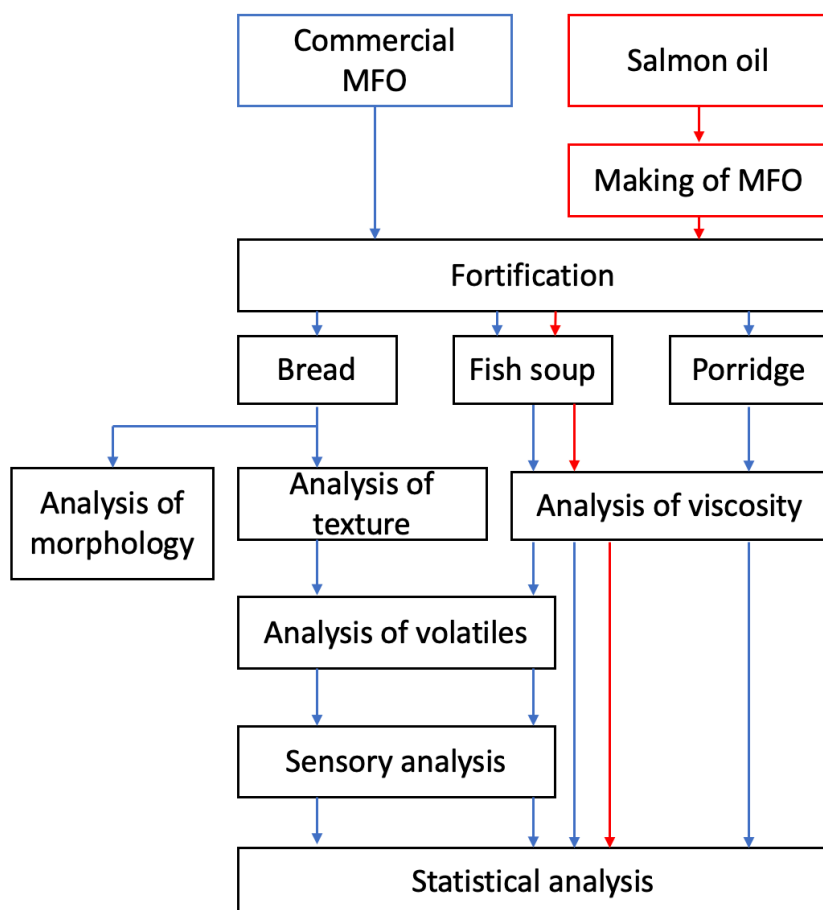 Commercial
MFO
Salmon oil
Making of MFO
Fortification
Bread
Fish soup
Porridge
Analysis of
morphology
Analysis of
texture
Analysis of viscosity
Analysis of volatiles
Sensory analysis
Statistical analysis